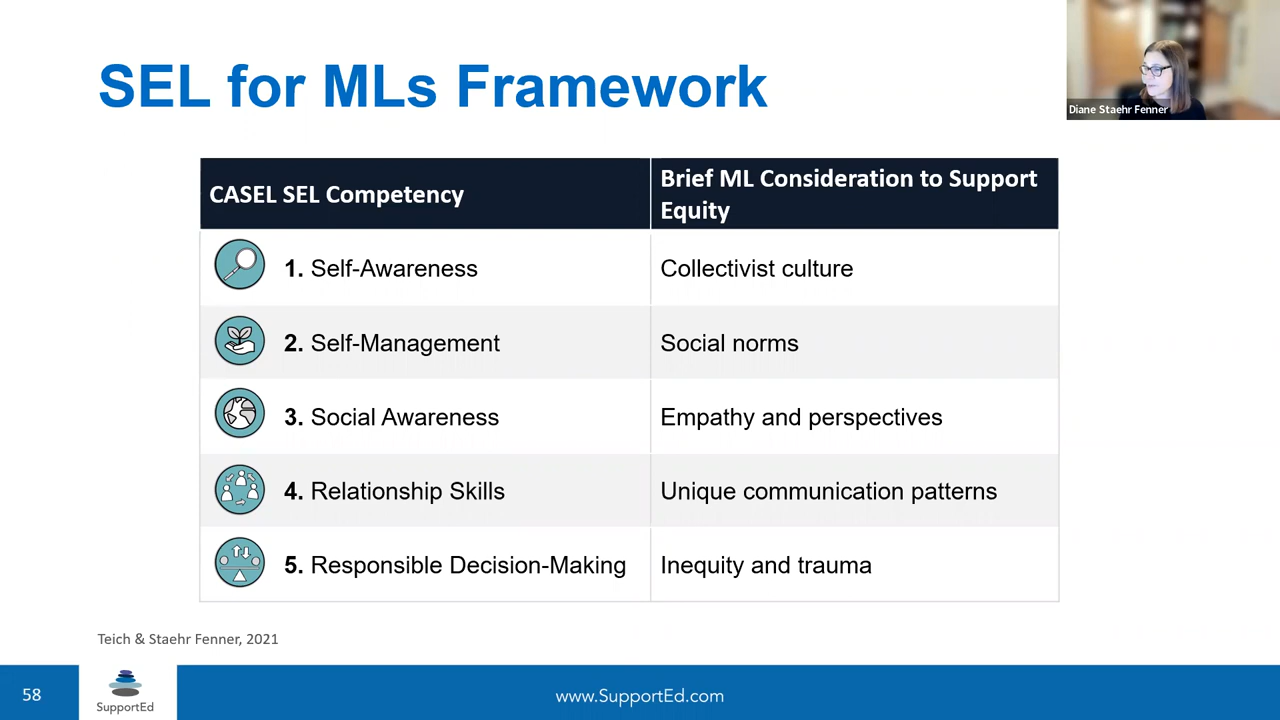 SEL for MLs Framework
Diane Staehr Fenner
CASEL SEL Competency
Brief ML Consideration to Support
Equity
1. Self-Awareness
Collectivist culture
2. Self-Management
Social norms
3. Social Awareness
Empathy and perspectives
4. Relationship Skills
Unique communication patterns
5. Responsible Decision-Making
Inequity and trauma
Teich & Staehr Fenner, 2021
58
SupportEd
www.SupportEd.com